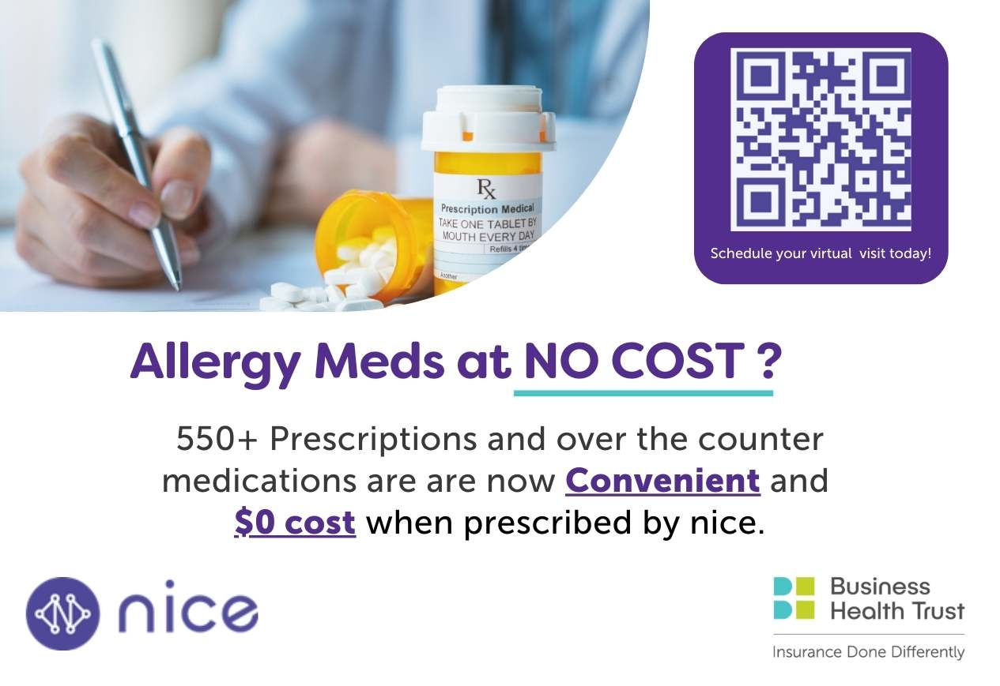 Rx
Prescription Medical
TAKE ONE TABLET BY
MOUTH EVERY DAY
Refills 4
Another
Schedule your virtual visit today!
Allergy Meds at NO COST ?
550+ Prescriptions and over the counter
medications are are now Convenient and
$0 cost when prescribed by nice.
N nice
Business
Health Trust
Insurance Done Differently